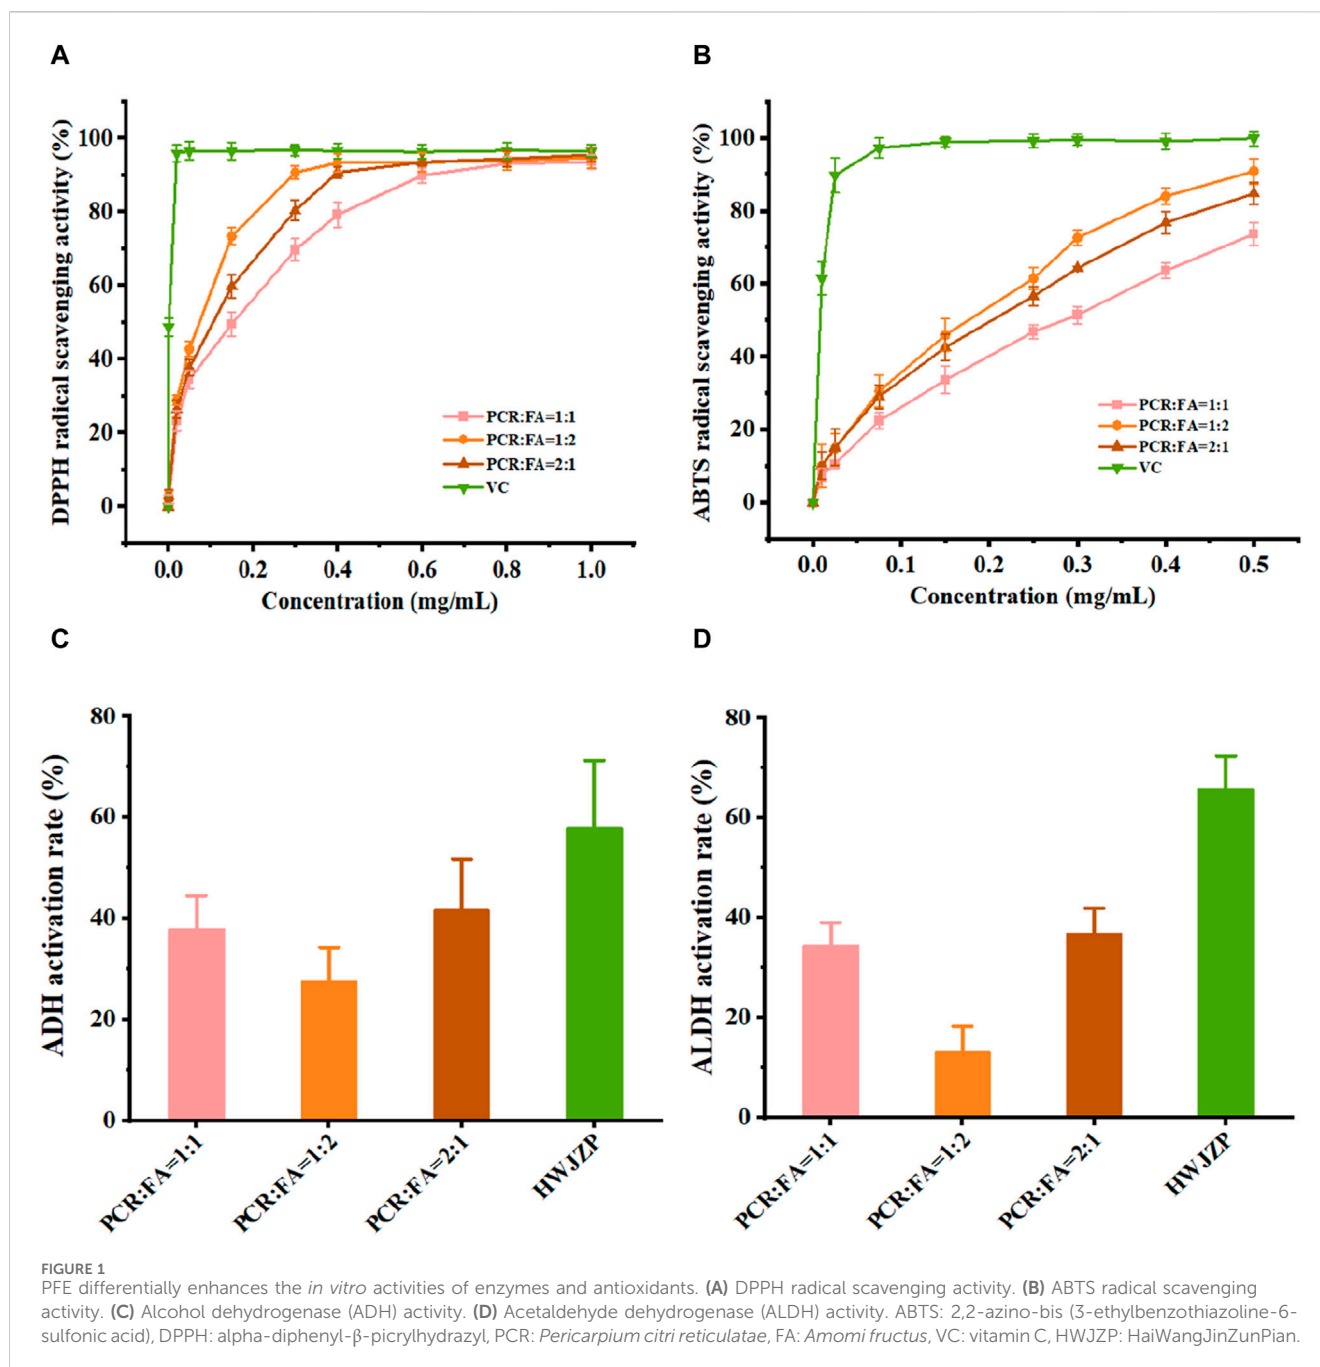 A
DPPH radical scavenging activity (%)
100
80
60
40
20
0
PCR:FA=1:1
PCR:FA=1:2
PCR:FA=2:1
VC
0.0 0.2 0.4 0.6 0.8 1.0
Concentration (mg/mL)
B
ABTS radical scavenging activity (%)
100
80
60
40
20
0
PCR:FA=1:1
PCR:FA=1:2
PCR:FA=2:1
VC
0.0 0.1 0.2 0.3 0.4 0.5
Concentration (mg/mL)
C
ADH activation rate (%)
80
60
40
20
0
PCR:FA=1:1
PCR:FA=1:2
PCR:FA=2:1
HWJZP
D
ALDH activation rate (%)
80
60
40
20
0
PCR:FA=1:1
PCR:FA=1:2
PCR:FA=2:1
HWJZP
FIGURE 1
PFE differentially enhances the in vitro activities of enzymes and antioxidants. (A) DPPH radical scavenging activity. (B) ABTS radical scavenging
activity. (C) Alcohol dehydrogenase (ADH) activity. (D) Acetaldehyde dehydrogenase (ALDH) activity. ABTS: 2,2-azino-bis (3-ethylbenzothiazoline-6-
sulfonic acid), DPPH: alpha-diphenyl-β-picrylhydrazyl, PCR: Pericarpium citri reticulatae, FA: Amomi fructus, VC: vitamin C, HWJZP: HaiWangJinZunPian.